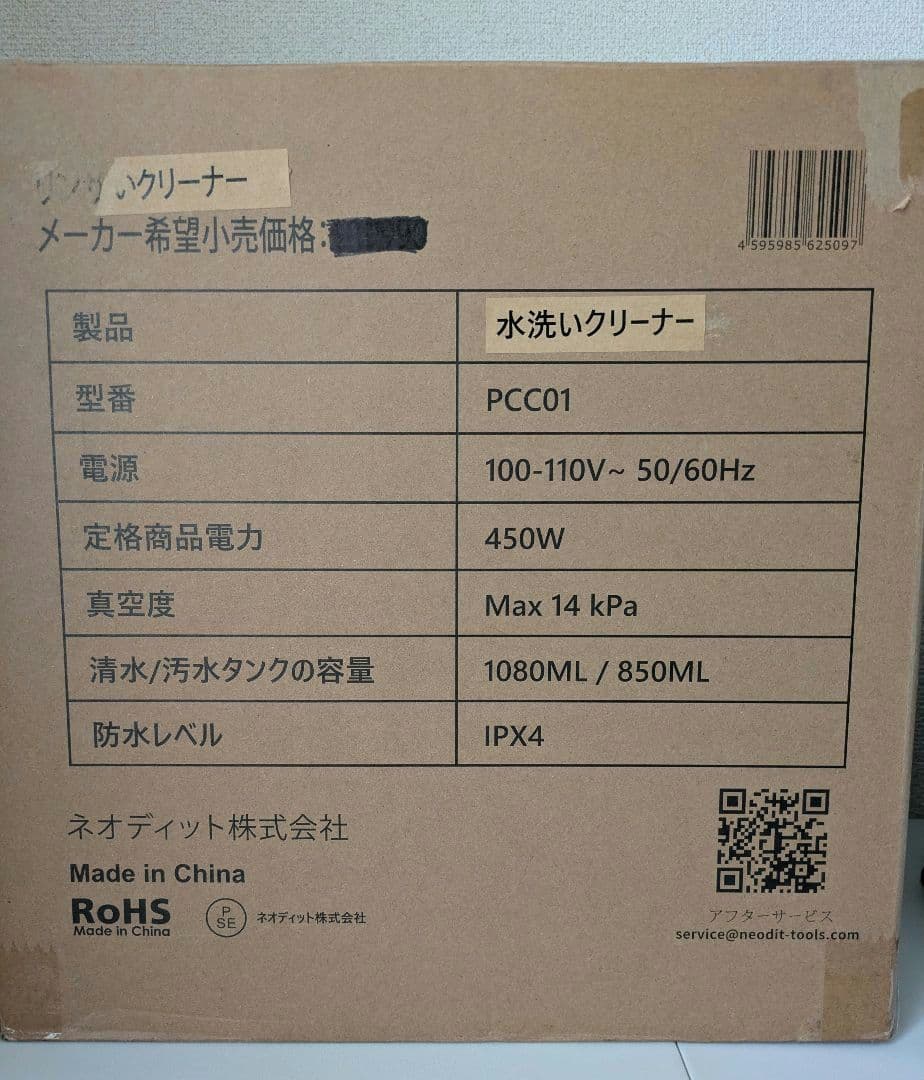 いクリーナー
メーカー希望小売価格:
4 595985 625097
製品 水洗いクリーナー
型番 PCC01
電源 100-110V~ 50/60Hz
定格商品電力 450W
真空度 Max 14 kPa
清水/汚水タンクの容量 1080ML / 850ML
防水レベル IPX4
ネオディット株式会社
Made in China
RoHS
Made in China
P
SE
ネオディット株式会社
アフターサービス
service@neodit-tools.com